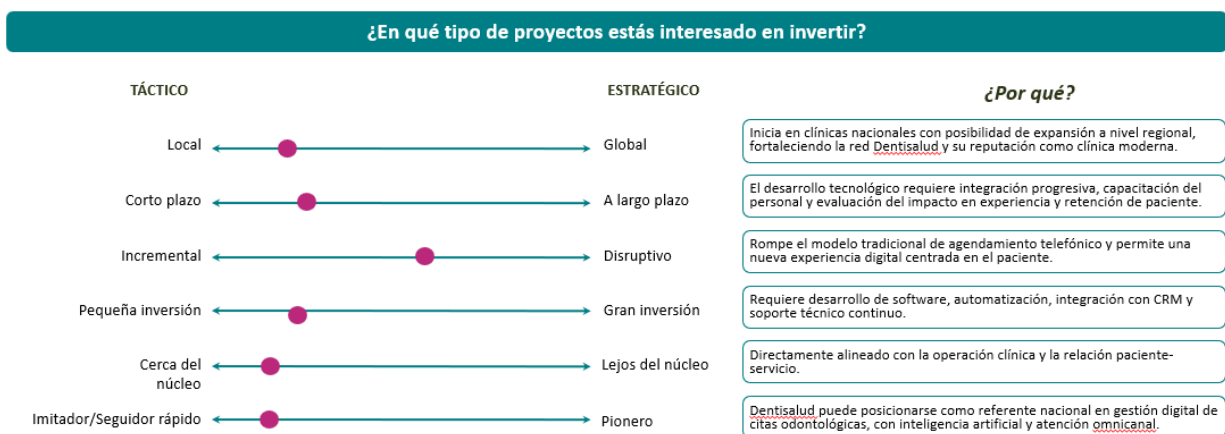 ¿En qué tipo de proyectos estás interesado en invertir?
TÁCTICO
ESTRATÉGICO
¿Por qué?
Local
Global
Inicia en clínicas nacionales con posibilidad de expansión a nivel regional,
fortaleciendo la red Dentisalud y su reputación como clínica moderna.
Corto plazo
A largo plazo
El desarrollo tecnológico requiere integración progresiva, capacitación del
personal y evaluación del impacto en experiencia y retención de paciente.
Incremental
Disruptivo
Rompe el modelo tradicional de agendamiento telefónico y permite una
nueva experiencia digital centrada en el paciente.
Pequeña inversión
Gran inversión
Requiere desarrollo de software, automatización, integración con CRM y
soporte técnico continuo.
Cerca del
núcleo
Lejos del núcleo
Directamente alineado con la operación clínica y la relación paciente-
servicio.
Imitador/Seguidor rápido
Pionero
Dentisalud puede posicionarse como referente nacional en gestión digital de
citas odontológicas, con inteligencia artificial y atención omnicanal.